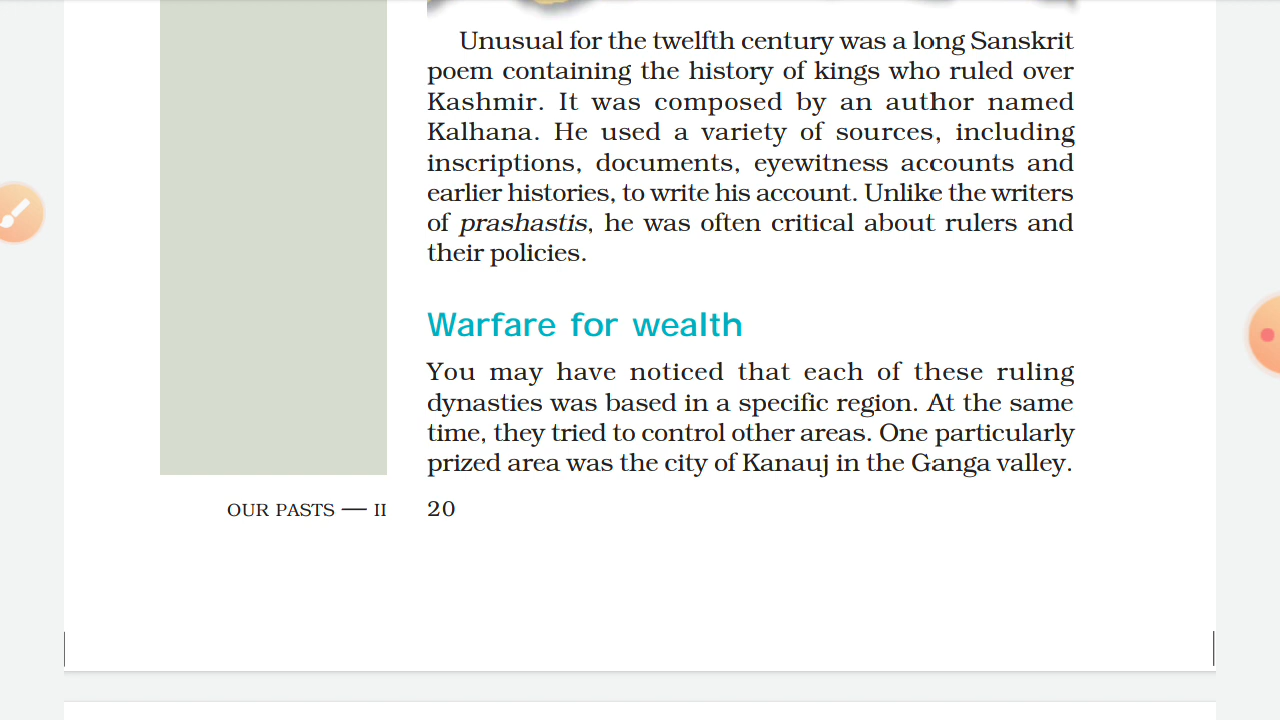 Unusual for the twelfth century was a long Sanskrit
poem containing the history of kings who ruled over
Kashmir. It was composed by an author named
Kalhana. He used a variety of sources, including
inscriptions, documents, eyewitness accounts and
earlier histories, to write his account. Unlike the writers
of prashastis, he was often critical about rulers and
their policies.
Warfare for wealth
You may have noticed that each of these ruling
dynasties was based in a specific region. At the same
time, they tried to control other areas. One particularly
prized area was the city of Kanauj in the Ganga valley.
OUR PASTS — II 20